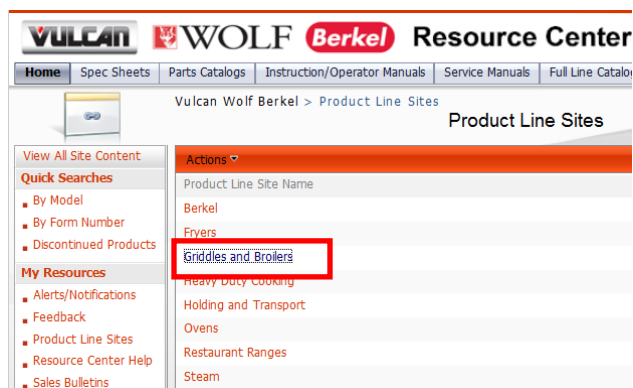 VULCAN WOLF Berkel Resource Center
Home Spec Sheets Parts Catalogs Instruction/Operator Manuals Service Manuals Full Line Catalo
Vulcan Wolf Berkel > Product Line Sites
Product Line Sites
View All Site Content
Quick Searches
By Model
By Form Number
Discontinued Products
My Resources
Alerts/Notifications
Feedback
Product Line Sites
Resource Center Help
Sales Bulletins
Actions
Product Line Site Name
Berkel
Fryers
Griddles and Broilers
Heavy Duty Cooking
Holding and Transport
Ovens
Restaurant Ranges
Steam